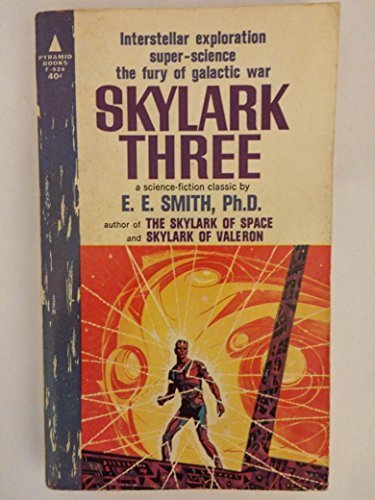 PYRAMID
BOOKS
F-924
40¢
Interstellar exploration
super-science
the fury of galactic war
SKYLARK
THREE
a science-fiction classic by
E. E. SMITH, Ph.D.
author of THE SKYLARK OF SPACE
and SKYLARK OF VALERON